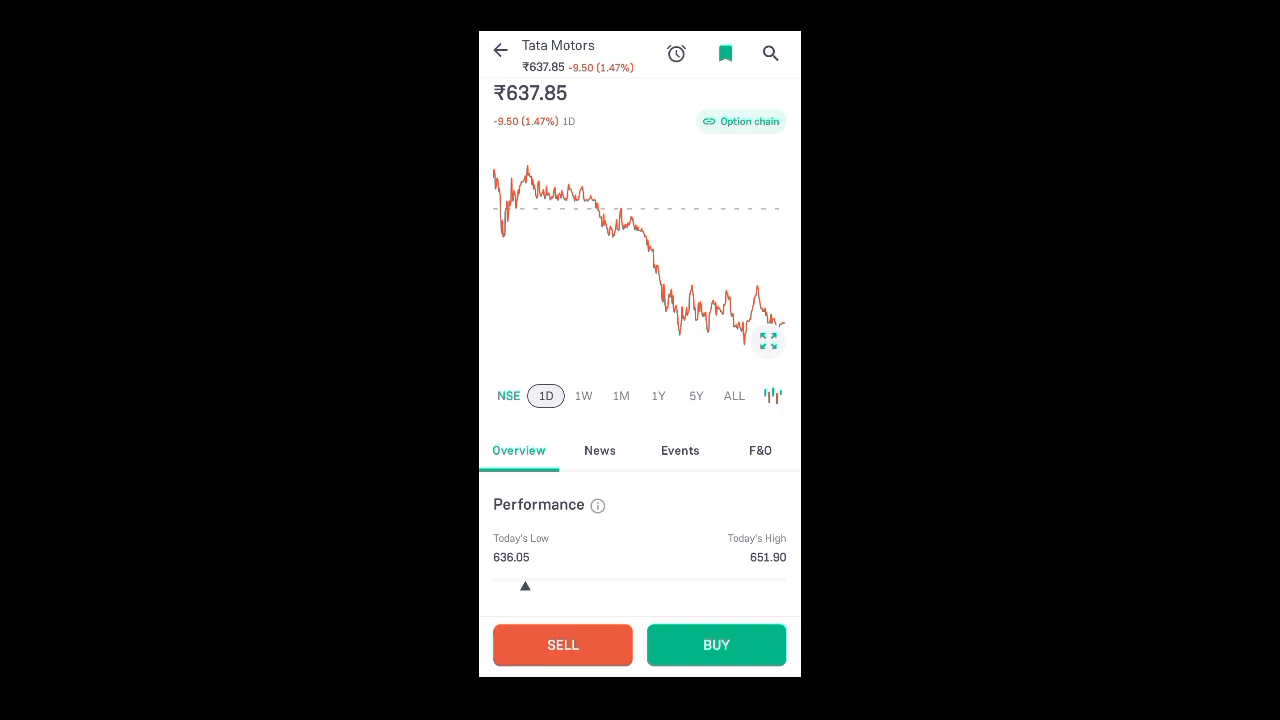 Tata Motors
₹637.85 -9.50 (1.47%)
₹637.85
-9.50 (1.47%) 1D
Option chain
NSE 1D 1W 1M 1Y 5Y ALL
Overview News Events F&O
Performance
Today's Low Today's High
636.05 651.90
SELL BUY